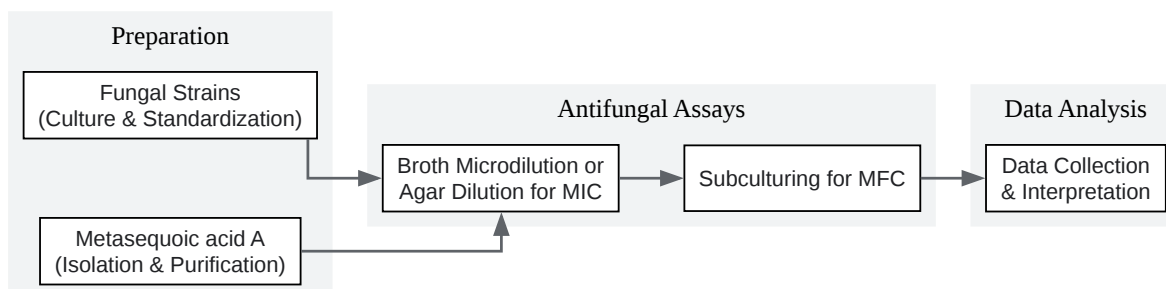 Preparation
Fungal Strains
(Culture & Standardization)
Metasequoic acid A
(Isolation & Purification)
Antifungal Assays
Broth Microdilution or
Agar Dilution for MIC
Subculturing for MFC
Data Analysis
Data Collection
& Interpretation